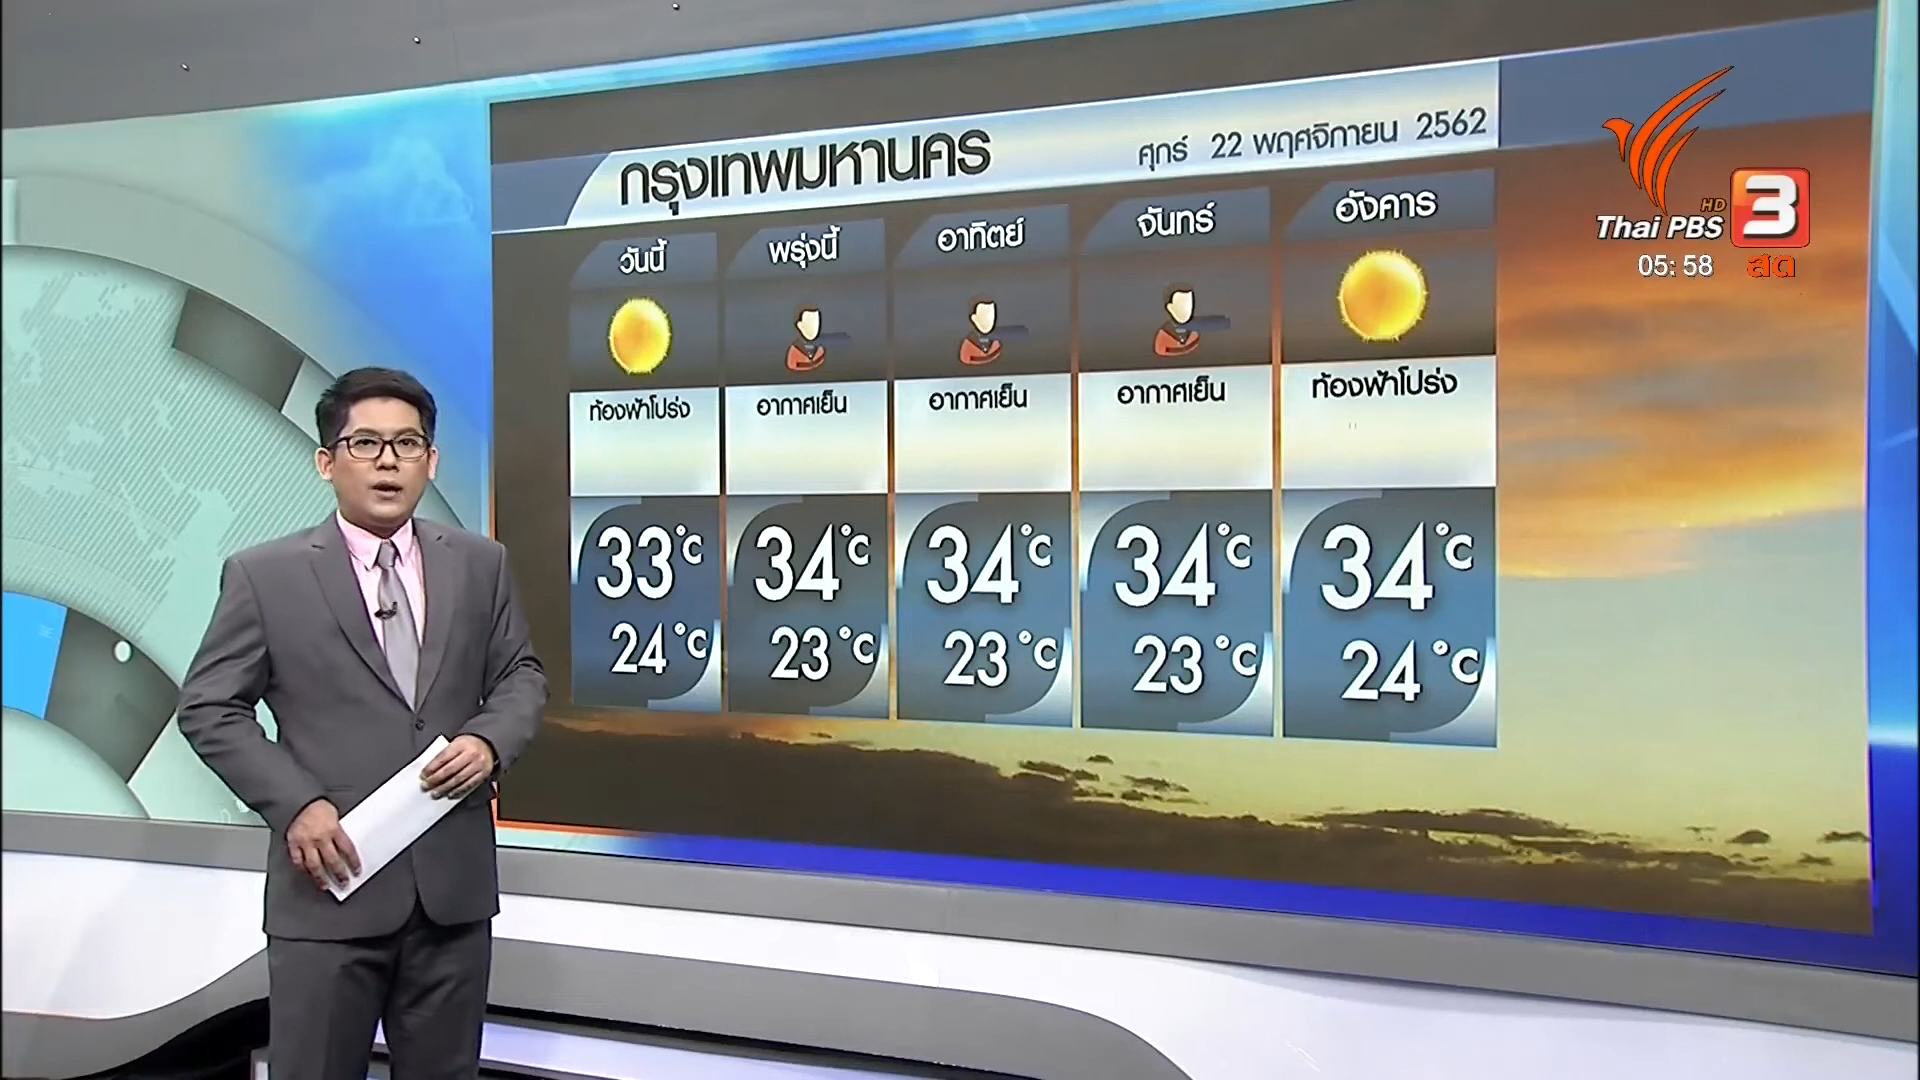 กรุงเทพมหานคร
ศุกร์ 22 พฤศจิกายน 2562
วันนี้ พรุ่งนี้ อาทิตย์ จันทร์ อังคาร
ท้องฟ้าโปร่ง อากาศเย็น อากาศเย็น อากาศเย็น ท้องฟ้าโปร่ง
33°C 34°C 34°C 34°C 34°C
24°C 23°C 23°C 23°C 24°C
HD
Thai PBS 3
05:58 สด